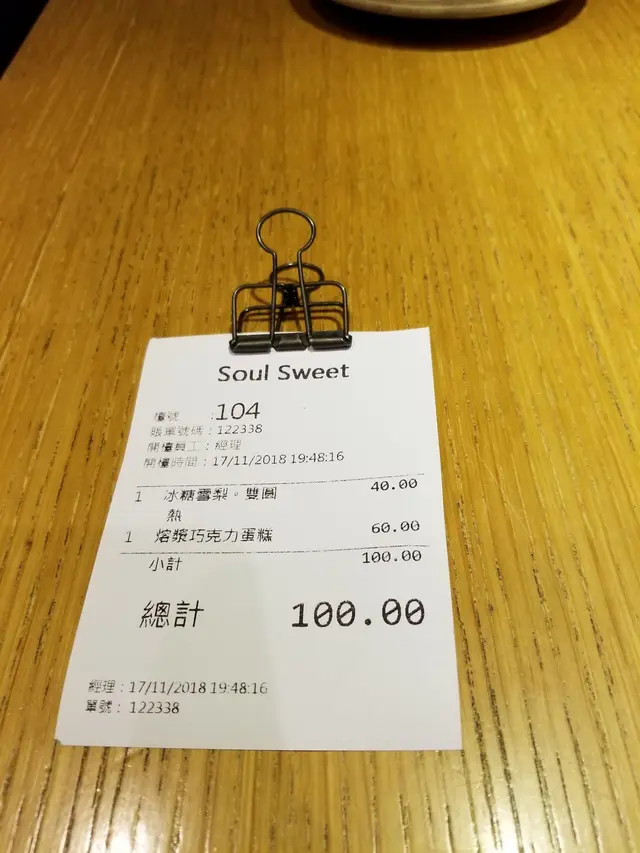 Soul Sweet
檯號 :104
賬單號碼：122338
開檯員工：經理
開檯時間：17/11/2018 19:48:16
1 冰糖雪梨。雙圓 40.00
熱
1 熔漿巧克力蛋糕 60.00
小計 100.00
總計 100.00
經理：17/11/2018 19:48:16
單號： 122338